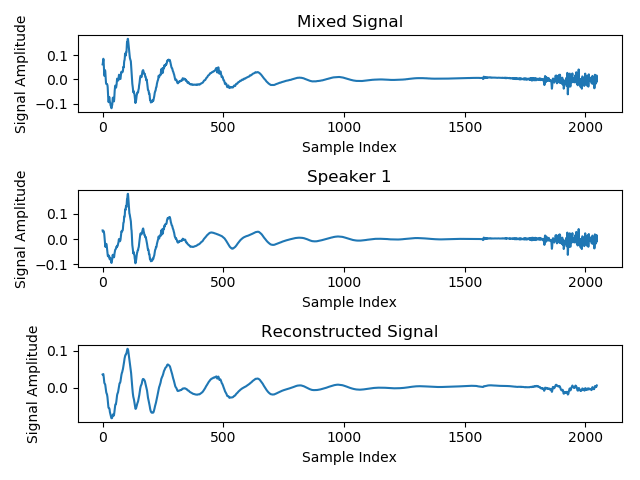 Mixed Signal
Signal Amplitude
0.1
0.0
−0.1
0 500 1000 1500 2000
Sample Index
Speaker 1
Signal Amplitude
0.1
0.0
−0.1
0 500 1000 1500 2000
Sample Index
Reconstructed Signal
Signal Amplitude
0.1
0.0
0 500 1000 1500 2000
Sample Index